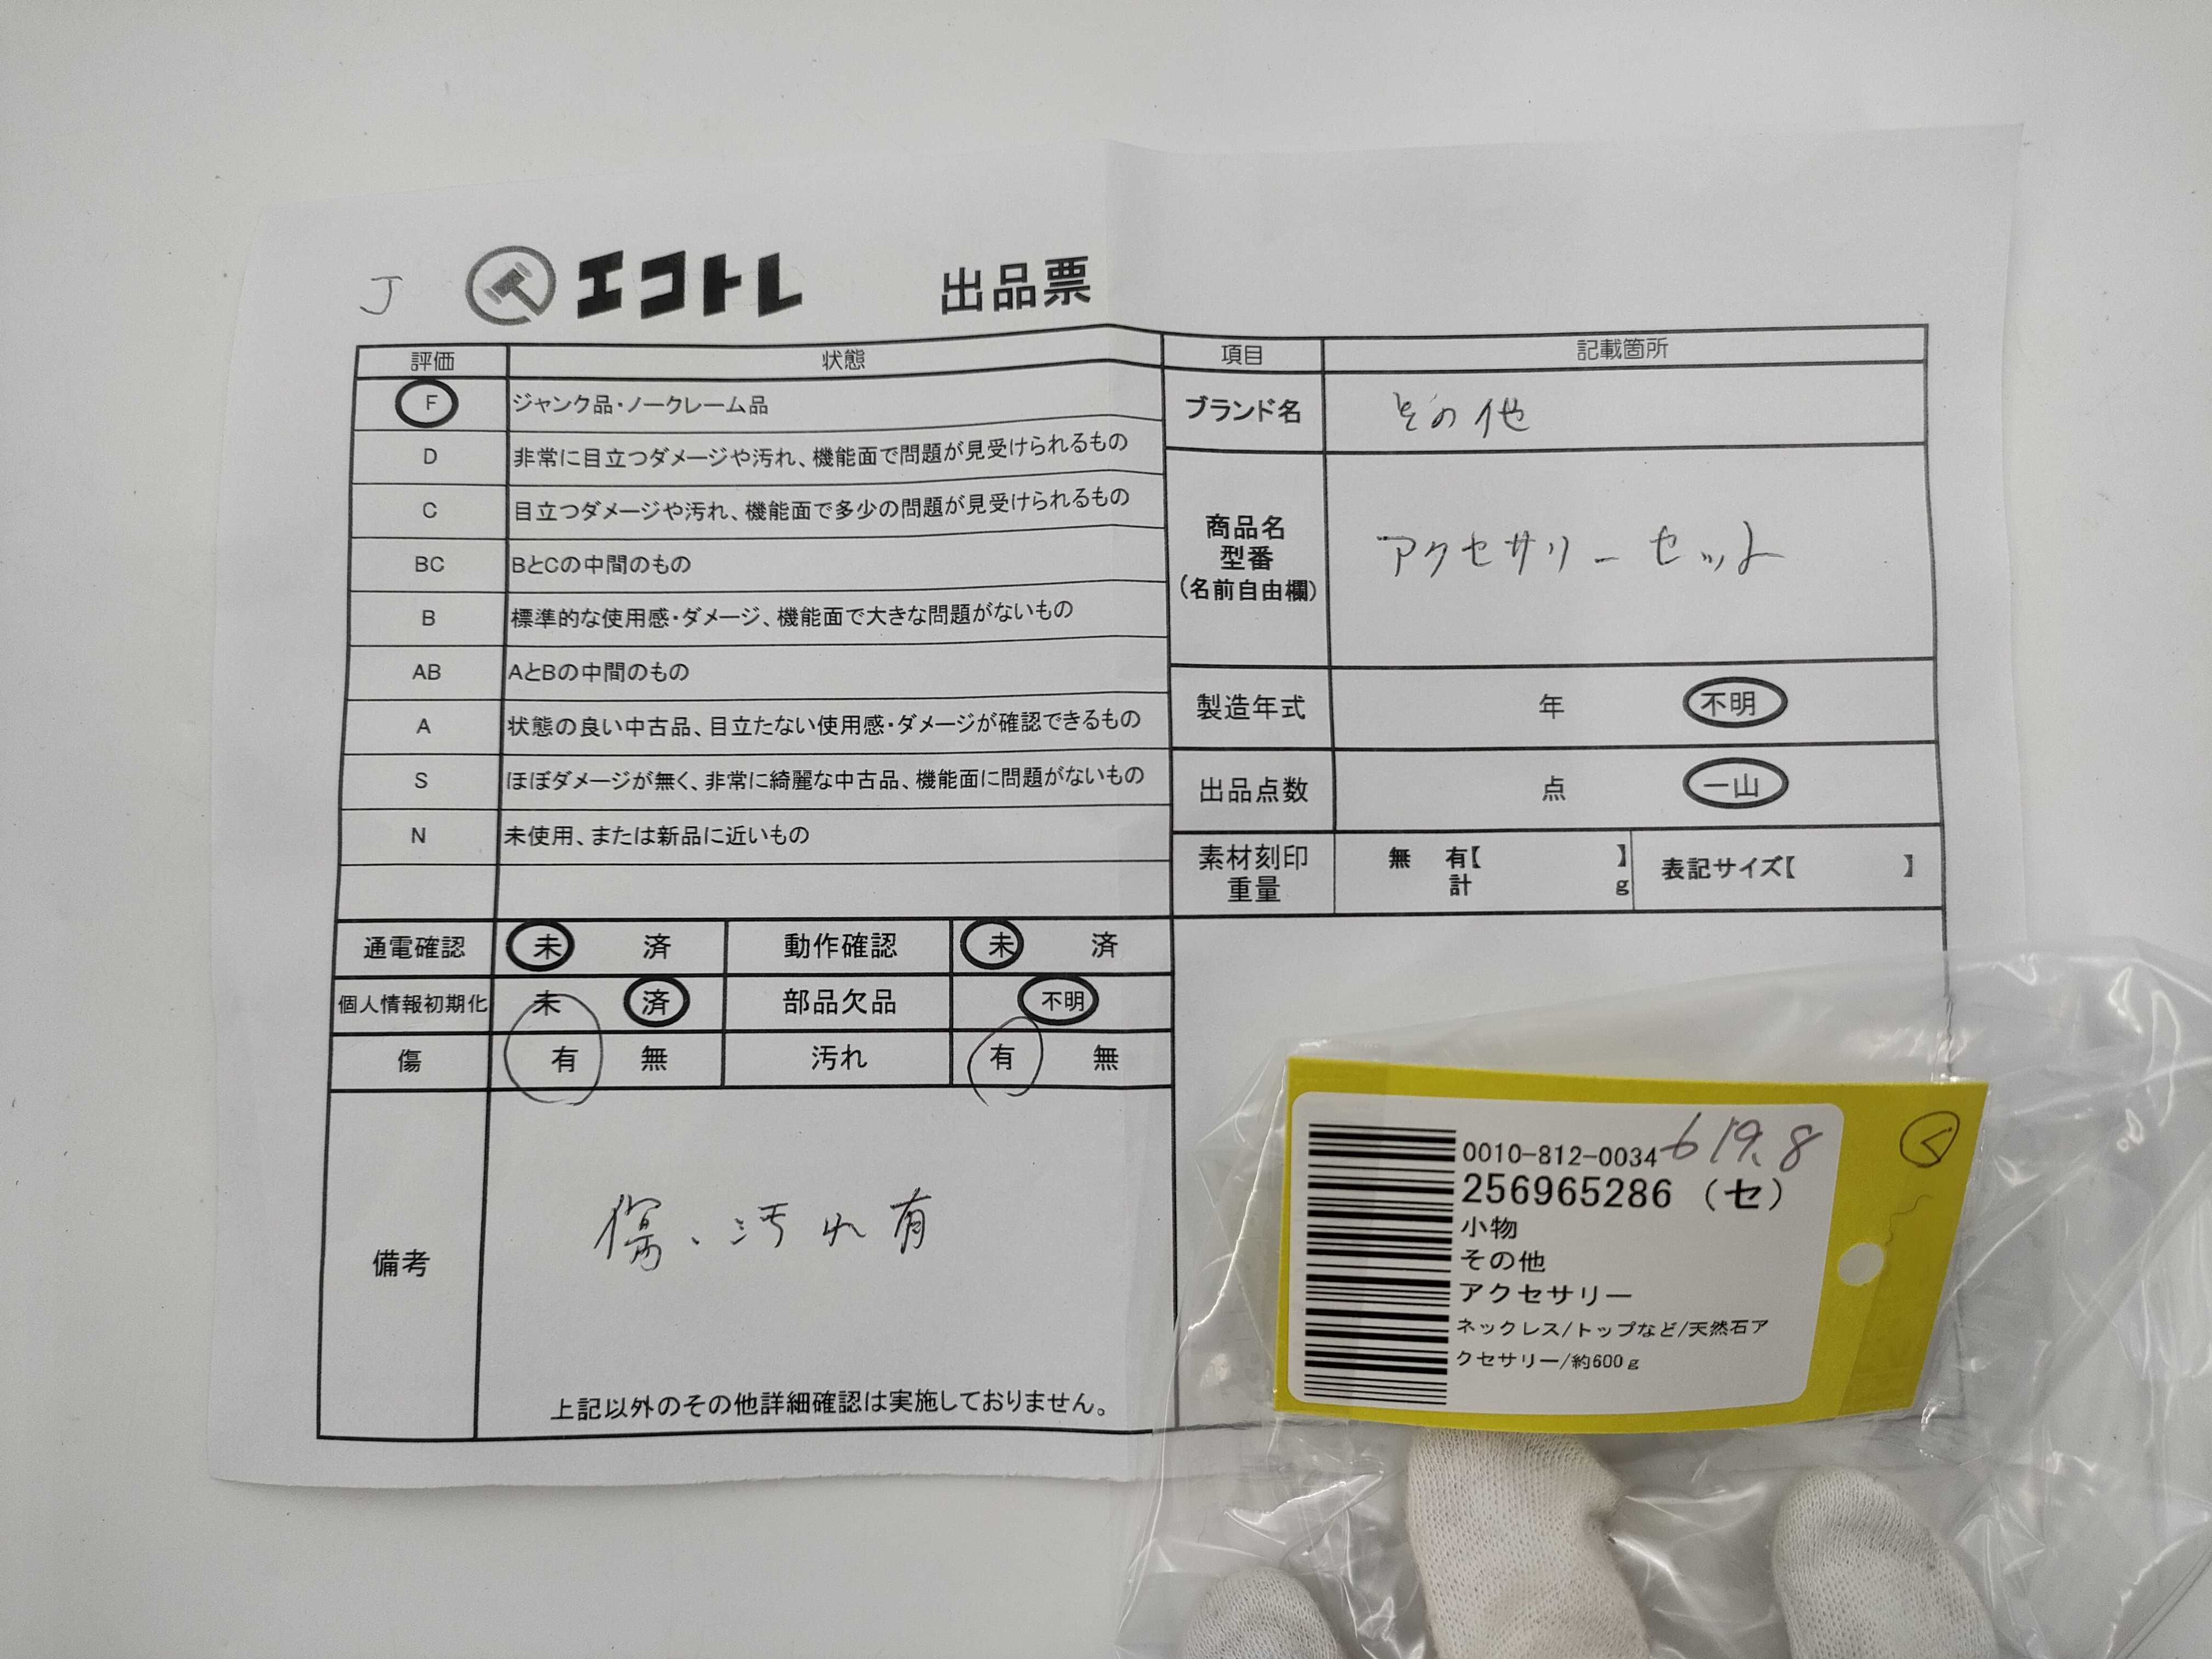 J
エコトレ 出品票
評価 状態
F ジャンク品・ノークレーム品
D 非常に目立つダメージや汚れ、機能面で問題が見受けられるもの
C 目立つダメージや汚れ、機能面で多少の問題が見受けられるもの
BC BとCの中間のもの
B 標準的な使用感・ダメージ、機能面で大きな問題がないもの
AB AとBの中間のもの
A 状態の良い中古品、目立たない使用感・ダメージが確認できるもの
S ほぼダメージが無く、非常に綺麗な中古品、機能面に問題がないもの
N 未使用、または新品に近いもの
通電確認 未 済 動作確認 未 済
個人情報初期化 未 済 部品欠品 不明
傷 有 無 汚れ 有 無
備考
傷、汚れ有
上記以外のその他詳細確認は実施しておりません。
項目 記載箇所
ブランド名 その他
商品名
型番
(名前自由欄)
アクセサリーセット
製造年式 年 不明
出品点数 点 一山
素材刻印
重量
無 有【 】
計 g
表記サイズ【 】
0010-812-0034 619.8
256965286 (セ)
小物
その他
アクセサリー
ネックレス/トップなど/天然石ア
クセサリー/約600g